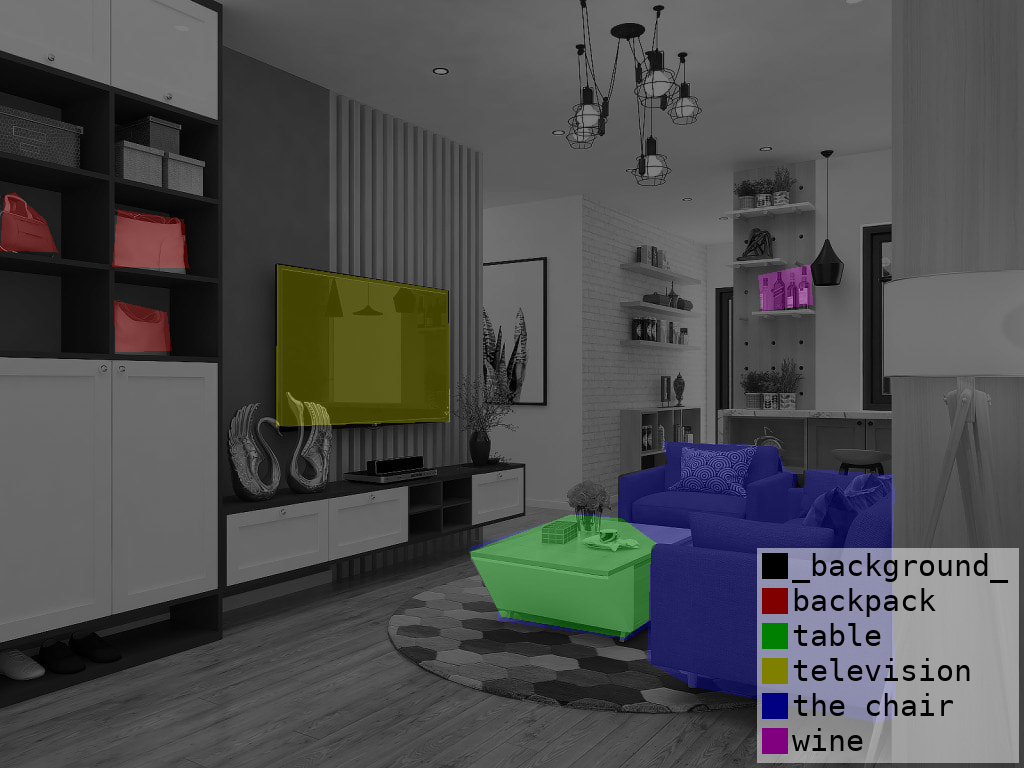 _background_
backpack
table
television
the chair
wine